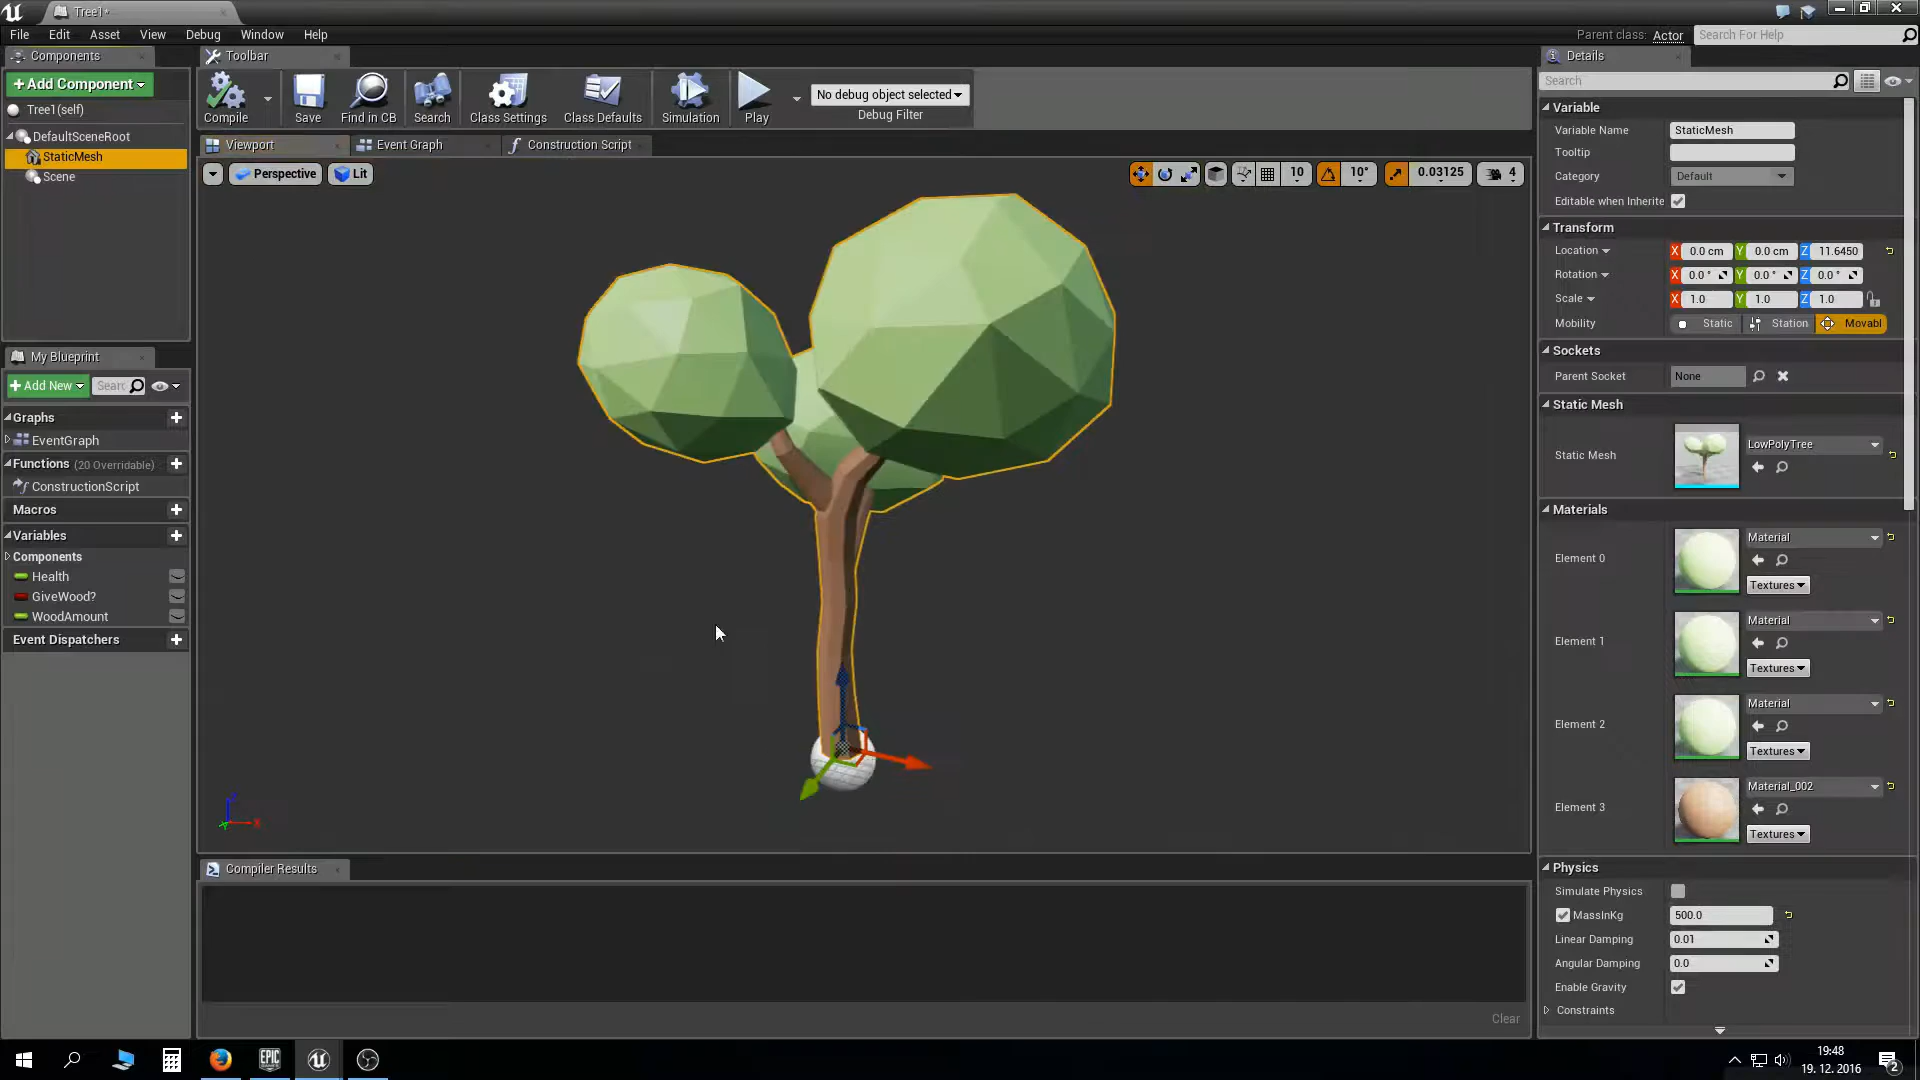 Tree1*
File Edit Asset View Debug Window Help
Parent class: Actor
Search For Help
Components
+Add Component
Tree1(self)
DefaultSceneRoot
StaticMesh
Scene
Toolbar
Compile
Save
Find in CB
Search
Class Settings
Class Defaults
Simulation
Play
No debug object selected
Debug Filter
Viewport
Event Graph
Construction Script
Perspective
Lit
10
10°
0.03125
4
My Blueprint
+Add New
Searc
Graphs
EventGraph
Functions (20 Overridable)
ConstructionScript
Macros
Variables
Components
Health
GiveWood?
WoodAmount
Event Dispatchers
X
Compiler Results
Clear
Details
Search
Variable
Variable Name StaticMesh
Tooltip
Category Default
Editable when Inherite
Transform
Location X 0.0 cm Y 0.0 cm Z 11.6450
Rotation X 0.0 ° Y 0.0 ° Z 0.0 °
Scale X 1.0 Y 1.0 Z 1.0
Mobility Static Station Movabl
Sockets
Parent Socket None
Static Mesh
Static Mesh LowPolyTree
Materials
Element 0 Material
Textures
Element 1 Material
Textures
Element 2 Material
Textures
Element 3 Material_002
Textures
Physics
Simulate Physics
MassInKg 500.0
Linear Damping 0.01
Angular Damping 0.0
Enable Gravity
Constraints
EPIC
GAMES
19:48
19. 12. 2016
2